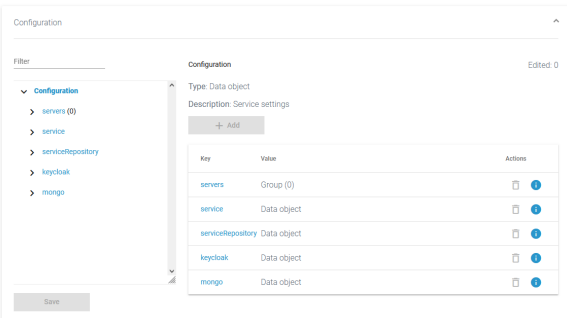 Configuration
Filter
Configuration
servers (0)
service
serviceRepository
keycloak
mongo
Save
Configuration
Edited: 0
Type: Data object
Description: Service settings
+ Add
Key Value Actions
servers Group (0)
service Data object
serviceRepository Data object
keycloak Data object
mongo Data object